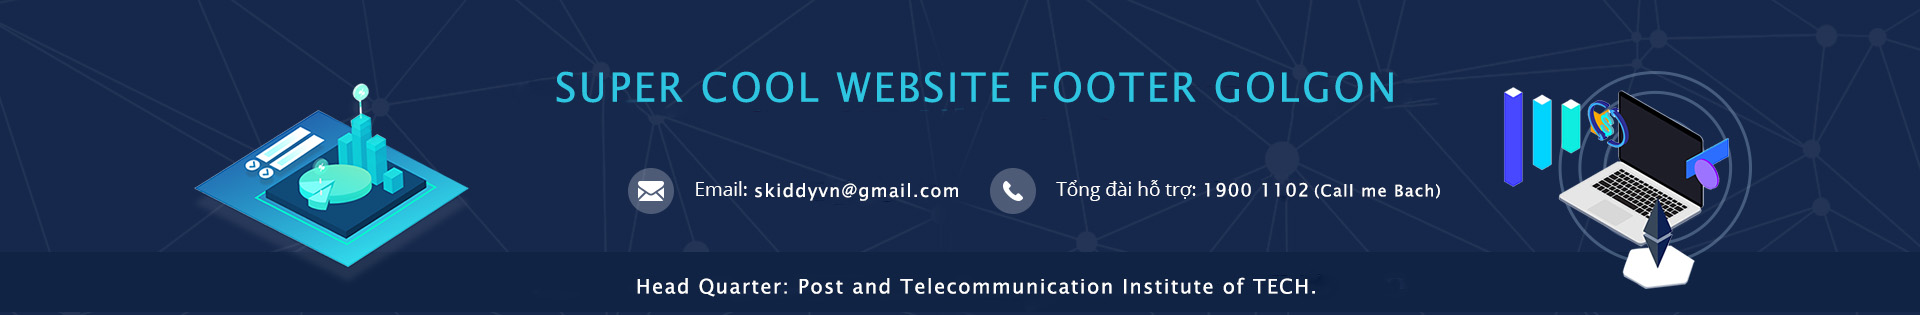 SUPER COOL WEBSITE FOOTER GOLGON
Email: skiddyvn@gmail.com Tổng đài hỗ trợ: 1900 1102 (Call me Bach)
Head Quarter: Post and Telecommunication Institute of TECH.